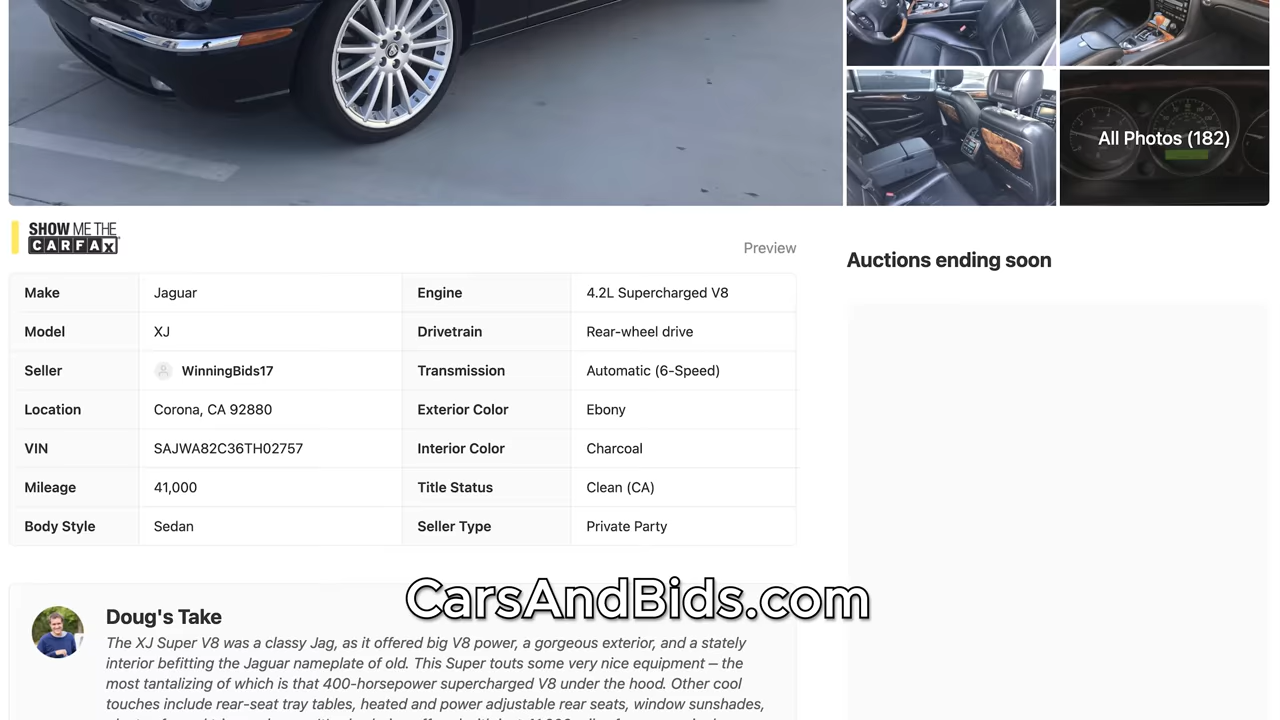 All Photos (182)
SHOW ME THE
CARFAX
Preview
Auctions ending soon
Make Jaguar Engine 4.2L Supercharged V8
Model XJ Drivetrain Rear-wheel drive
Seller WinningBids17 Transmission Automatic (6-Speed)
Location Corona, CA 92880 Exterior Color Ebony
VIN SAJWA82C36TH02757 Interior Color Charcoal
Mileage 41,000 Title Status Clean (CA)
Body Style Sedan Seller Type Private Party
CarsAndBids.com
Doug's Take
The XJ Super V8 was a classy Jag, as it offered big V8 power, a gorgeous exterior, and a stately
interior befitting the Jaguar nameplate of old. This Super touts some very nice equipment – the
most tantalizing of which is that 400-horsepower supercharged V8 under the hood. Other cool
touches include rear-seat tray tables, heated and power adjustable rear seats, window sunshades,